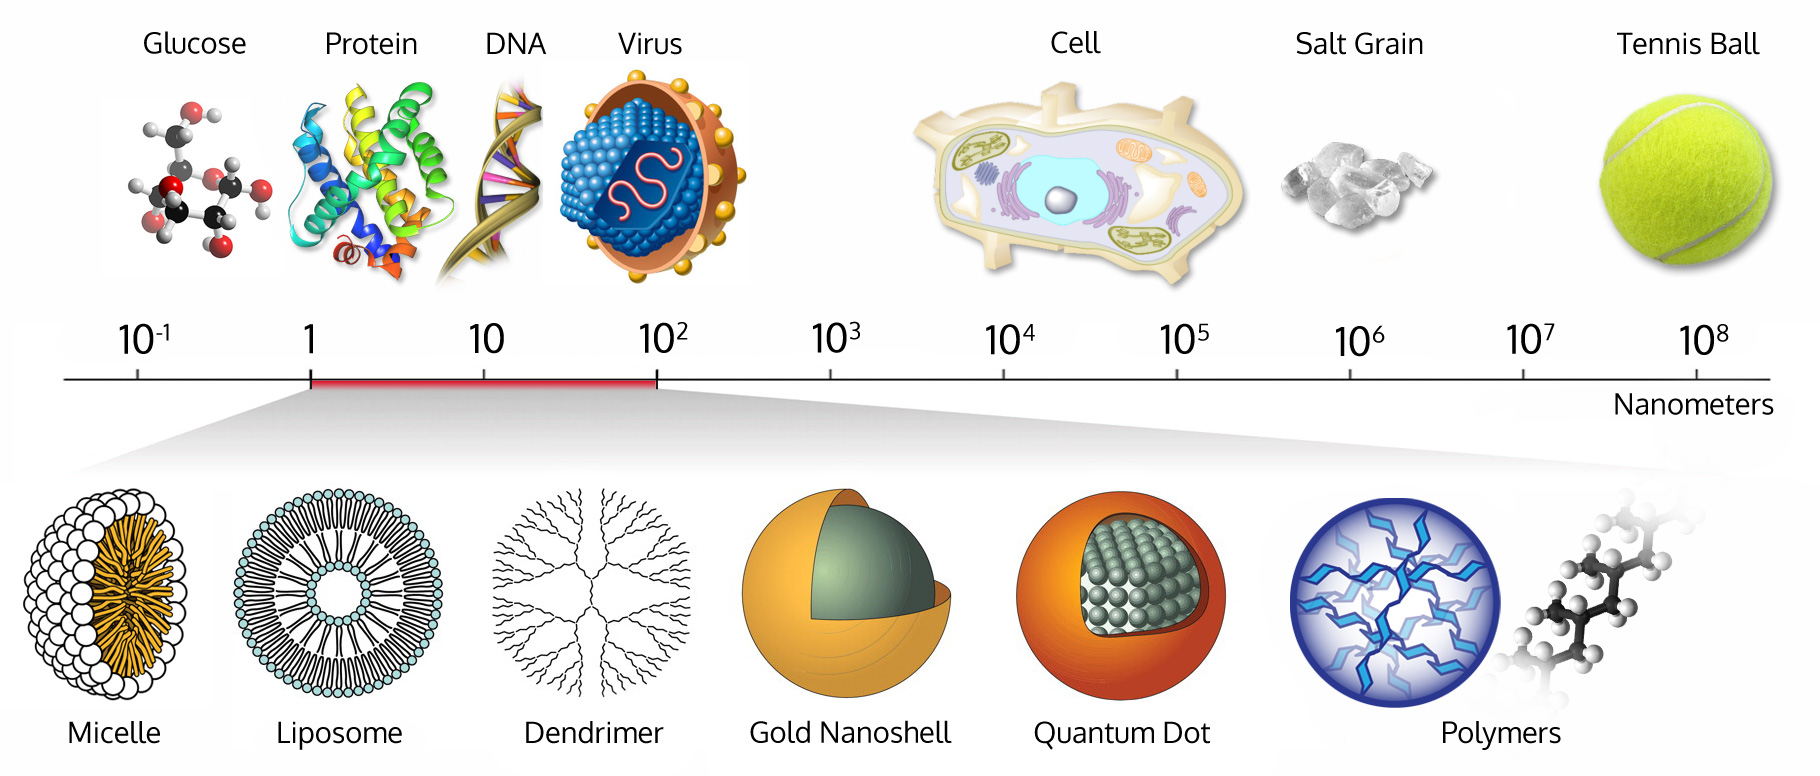 Glucose Protein DNA Virus Cell Salt Grain Tennis Ball
10-1 1 10 10² 10³ 10⁴ 10⁵ 10⁶ 10⁷ 10⁸
Nanometers
Micelle Liposome Dendrimer Gold Nanoshell Quantum Dot Polymers